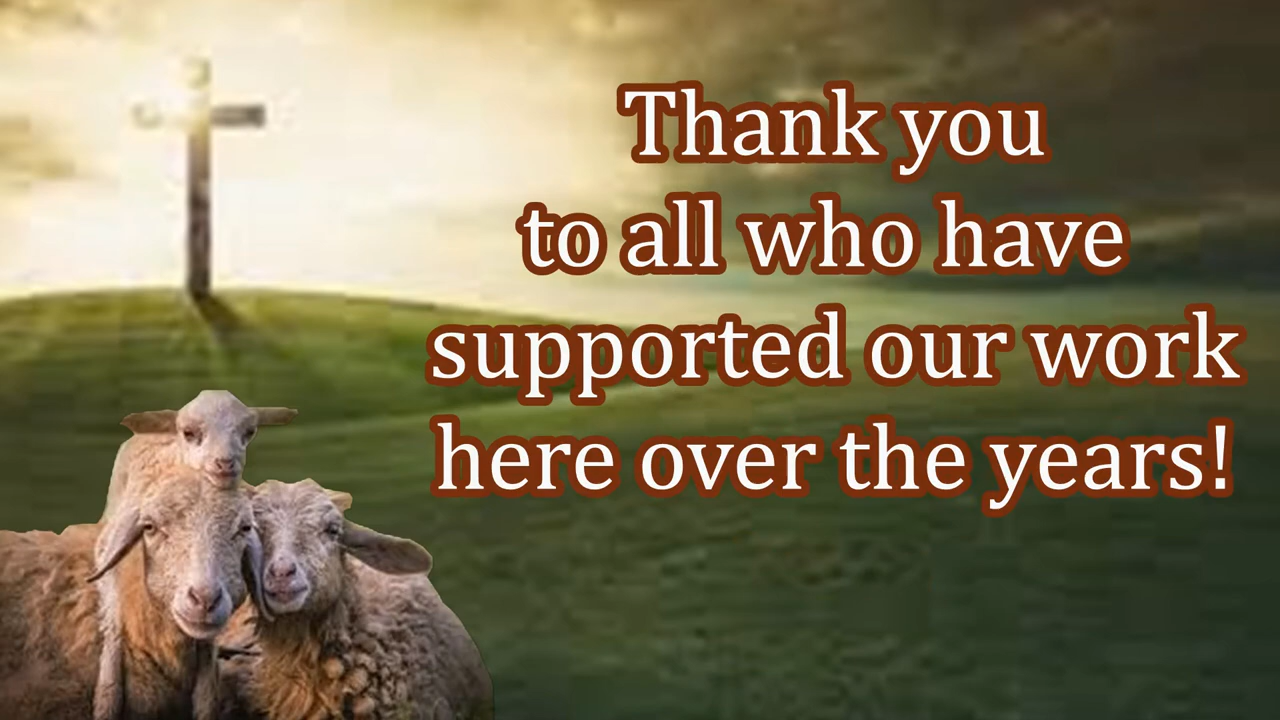 Thank you
to all who have
supported our work
here over the years!